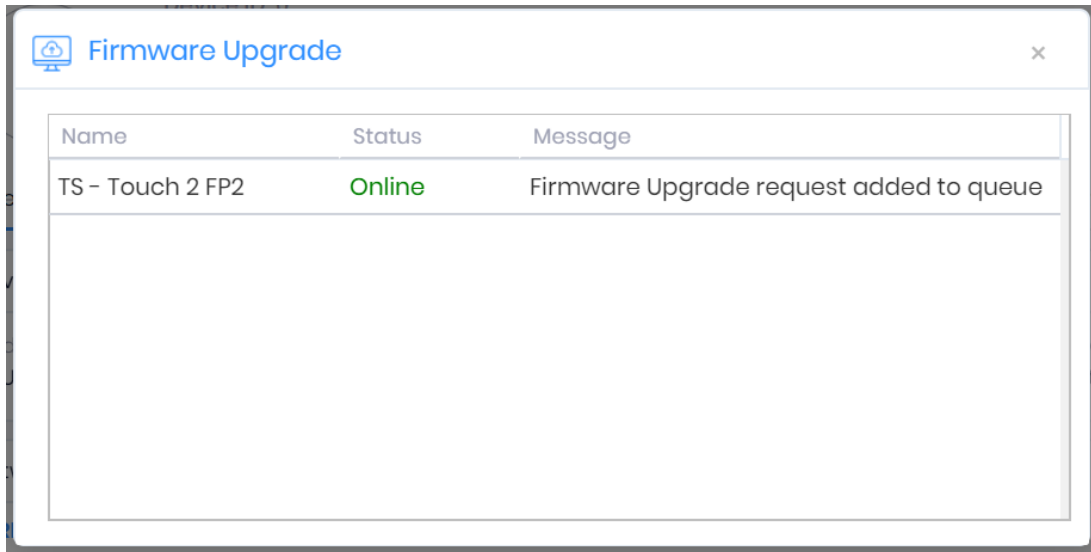 Firmware Upgrade
×
Name Status Message
TS - Touch 2 FP2 Online Firmware Upgrade request added to queue